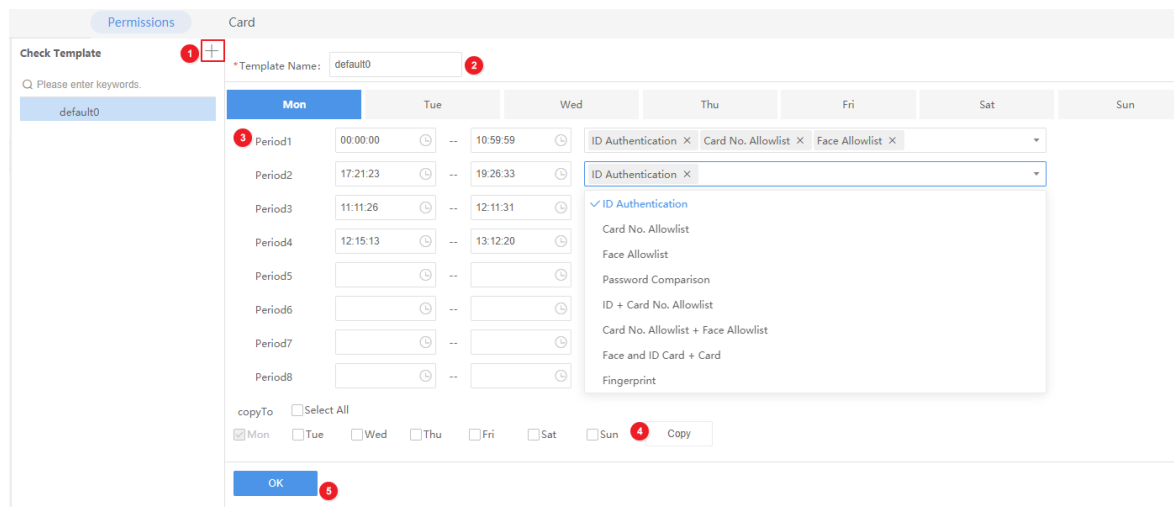 Permissions Card
Check Template 1
*Template Name: default0 2
Please enter keywords.
default0
Mon Tue Wed Thu Fri Sat Sun
3 Period1 00:00:00 -- 10:59:59 ID Authentication × Card No. Allowlist × Face Allowlist ×
Period2 17:21:23 -- 19:26:33 ID Authentication ×
Period3 11:11:26 -- 12:11:31 ID Authentication
Card No. Allowlist
Period4 12:15:13 -- 13:12:20
Face Allowlist
Period5 -- Password Comparison
Period6 -- ID + Card No. Allowlist
Period7 -- Card No. Allowlist + Face Allowlist
Face and ID Card + Card
Period8 -- Fingerprint
copyTo Select All
Mon Tue Wed Thu Fri Sat Sun 4 Copy
OK 5